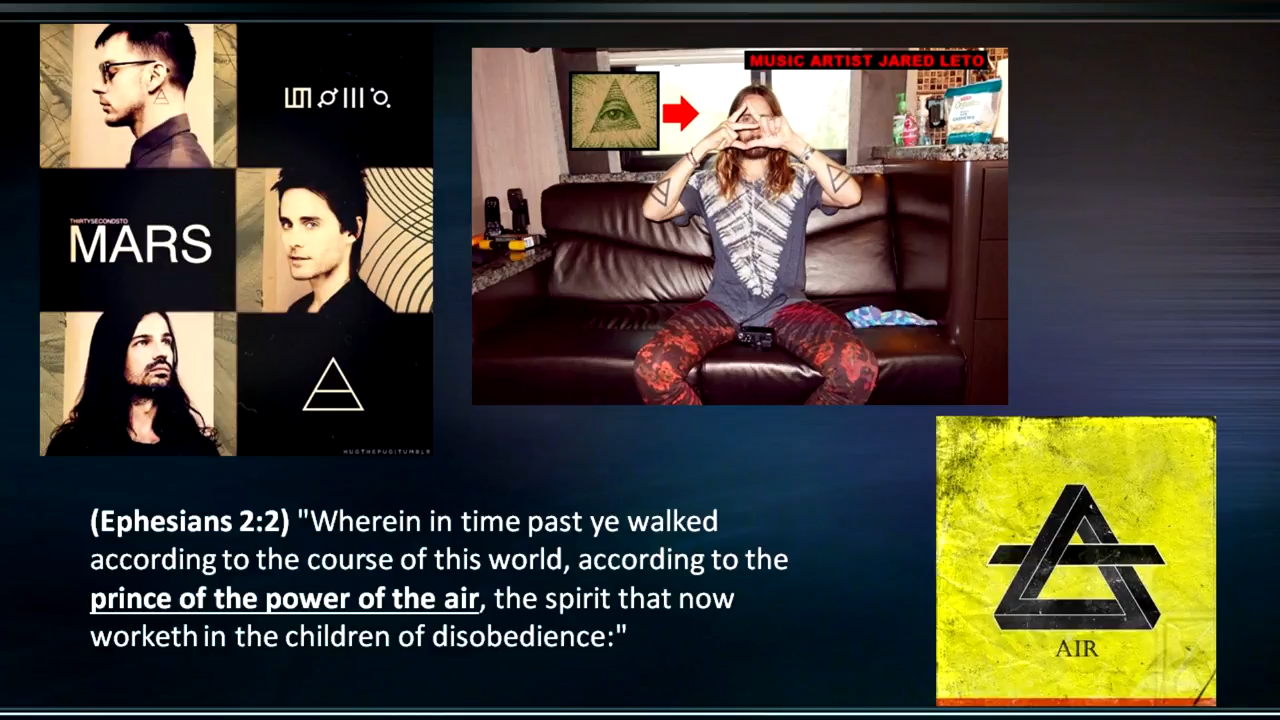 MUSIC ARTIST JARED LETO
THIRTYSECONDSTO
MARS
HUGTHEPUG|TUMBLR
(Ephesians 2:2) "Wherein in time past ye walked
according to the course of this world, according to the
prince of the power of the air, the spirit that now
worketh in the children of disobedience:"
AIR